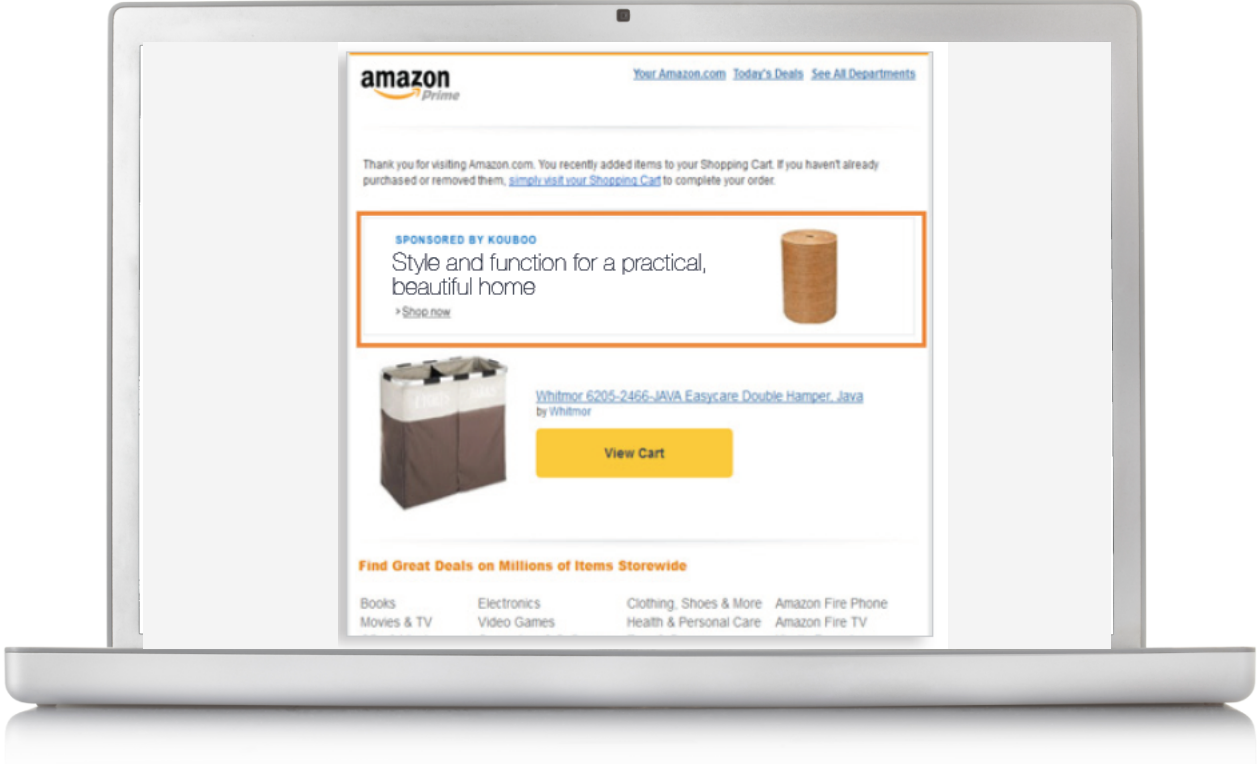 amazon
Prime
Your Amazon.com Today's Deals See All Departments
Thank you for visiting Amazon.com. You recently added items to your Shopping Cart. If you haven't already
purchased or removed them, simply visit your Shopping Cart to complete your order.
SPONSORED BY KOUBOO
Style and function for a practical,
beautiful home
> Shop now
Whitmor 6205-2466-JAVA Easycare Double Hamper, Java
by Whitmor
View Cart
Find Great Deals on Millions of Items Storewide
Books Electronics Clothing, Shoes & More Amazon Fire Phone
Movies & TV Video Games Health & Personal Care Amazon Fire TV